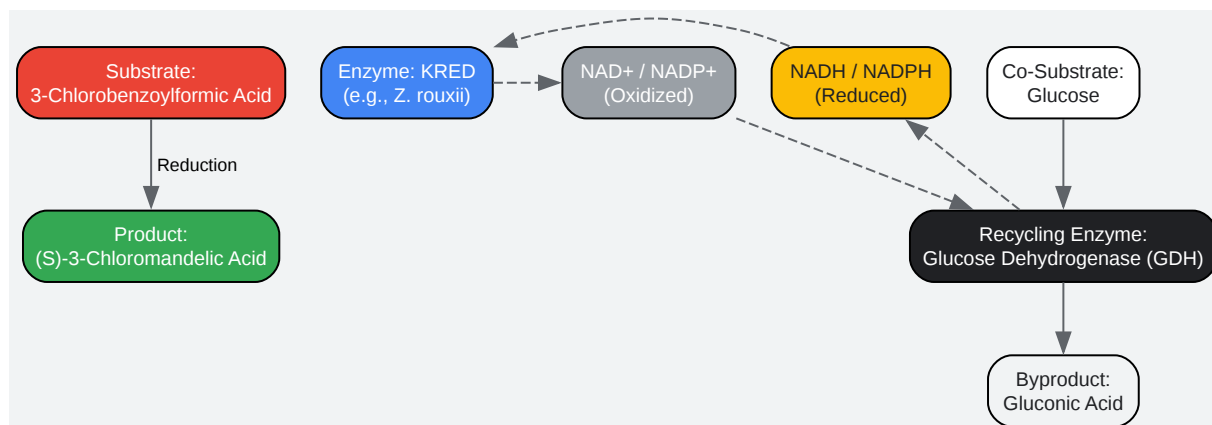 Substrate:
3-Chlorobenzoylformic Acid
Enzyme: KRED
(e.g., Z. rouxii)
NAD+ / NADP+
(Oxidized)
NADH / NADPH
(Reduced)
Co-Substrate:
Glucose
Reduction
Product:
(S)-3-Chloromandelic Acid
Recycling Enzyme:
Glucose Dehydrogenase (GDH)
Byproduct:
Gluconic Acid